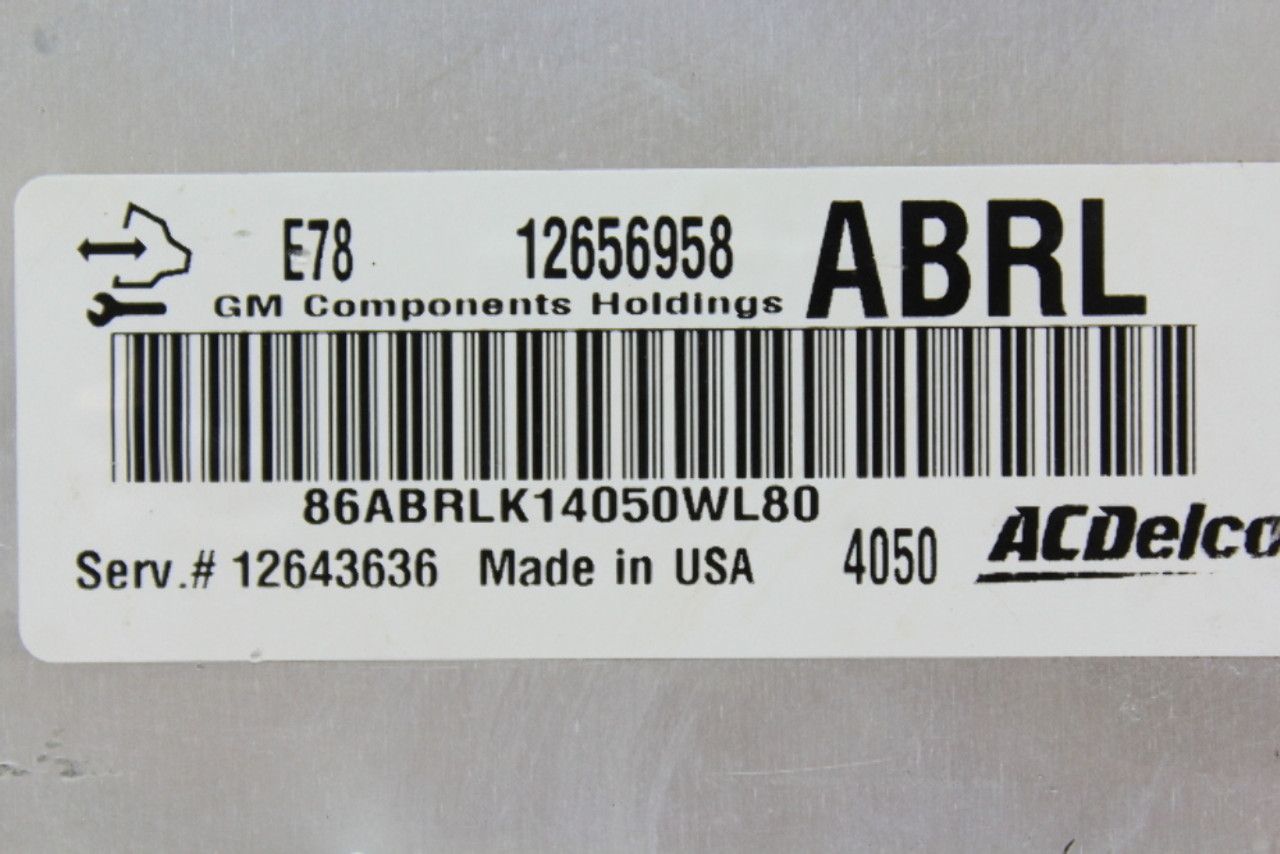 E78 12656958 ABRL
GM Components Holdings
86ABRLK14050WL80
Serv.# 12643636 Made in USA 4050 ACDelco